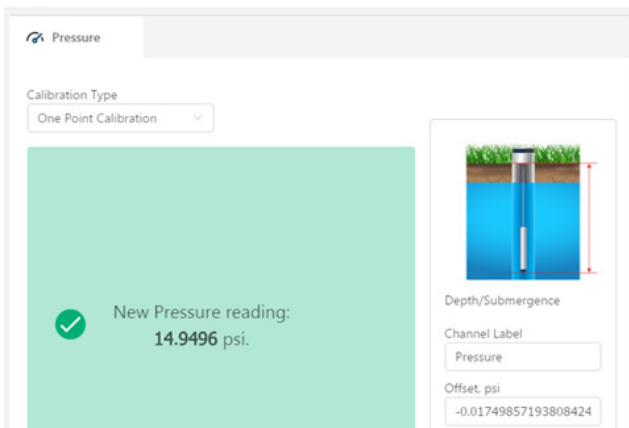 Pressure
Calibration Type
One Point Calibration
New Pressure reading:
14.9496 psi.
Depth/Submergence
Channel Label
Pressure
Offset, psi
-0.01749857193808424